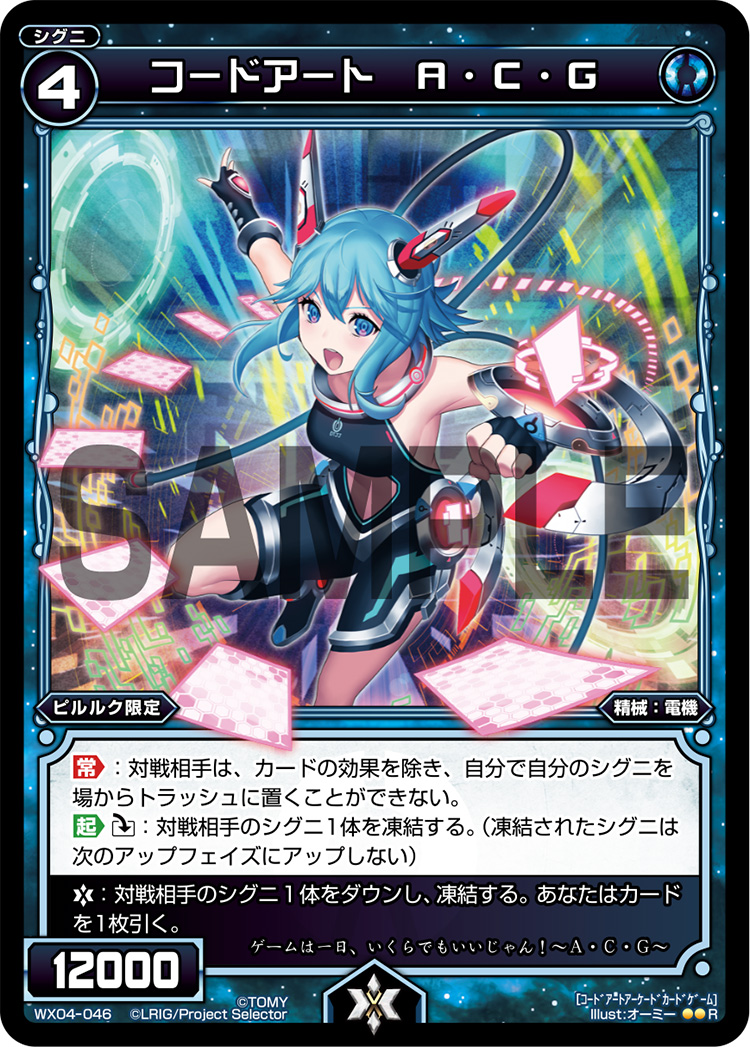 シグニ
4
コードアート A・C・G
SAMPLE
ピルルク限定
精械：電機
常：対戦相手は、カードの効果を除き、自分で自分のシグニを
場からトラッシュに置くことができない。
起：対戦相手のシグニ1体を凍結する。（凍結されたシグニは
次のアップフェイズにアップしない）
：対戦相手のシグニ１体をダウンし、凍結する。あなたはカード
を１枚引く。
ゲームは一日、いくらでもいいじゃん！～A・C・G～
12000
©TOMY
[ｺｰﾄﾞｱｰﾄｱｰｹｰﾄﾞｶｰﾄﾞｹﾞｰﾑ]
WX04-046 ©LRIG/Project Selector
Illust:オーミー R